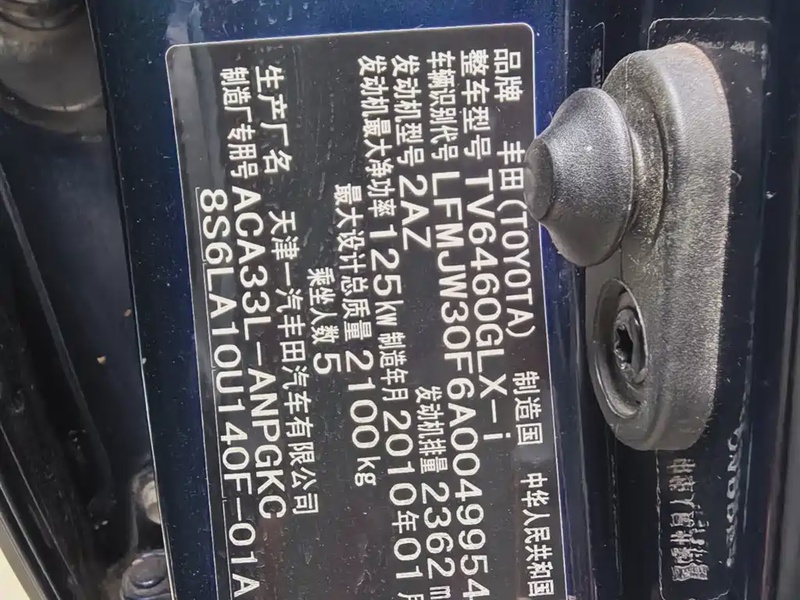 品牌 丰田(TOYOTA) 制造国 中华人民共和国
整车型号 TV6460GLX-i
车辆识别代号 LFMJW30F6A0049954
发动机型号 2AZ 发动机排量 2362m
发动机最大净功率 125kw 制造年月 2010年01月
最大设计总质量 2100kg
乘坐人数 5
生产厂名 天津一汽丰田汽车有限公司
制造厂专用号 ACA33L-ANPGKC
8S6LA10U140F-01A